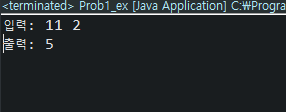 <terminated> Prob1_ex [Java Application] C:\Progra
입력: 11 2
출력: 5